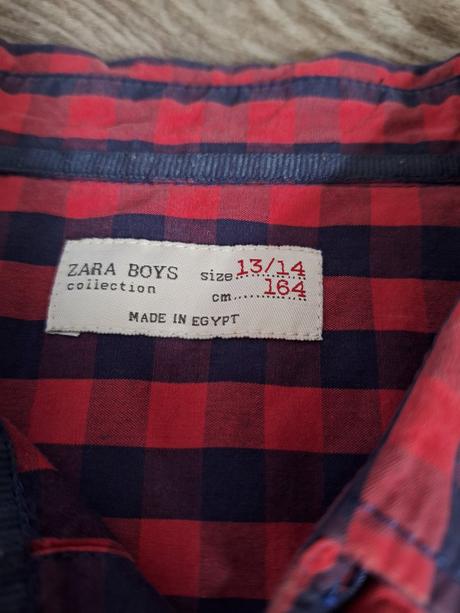 ZARA BOYS size 13/14
collection cm 164
MADE IN EGYPT